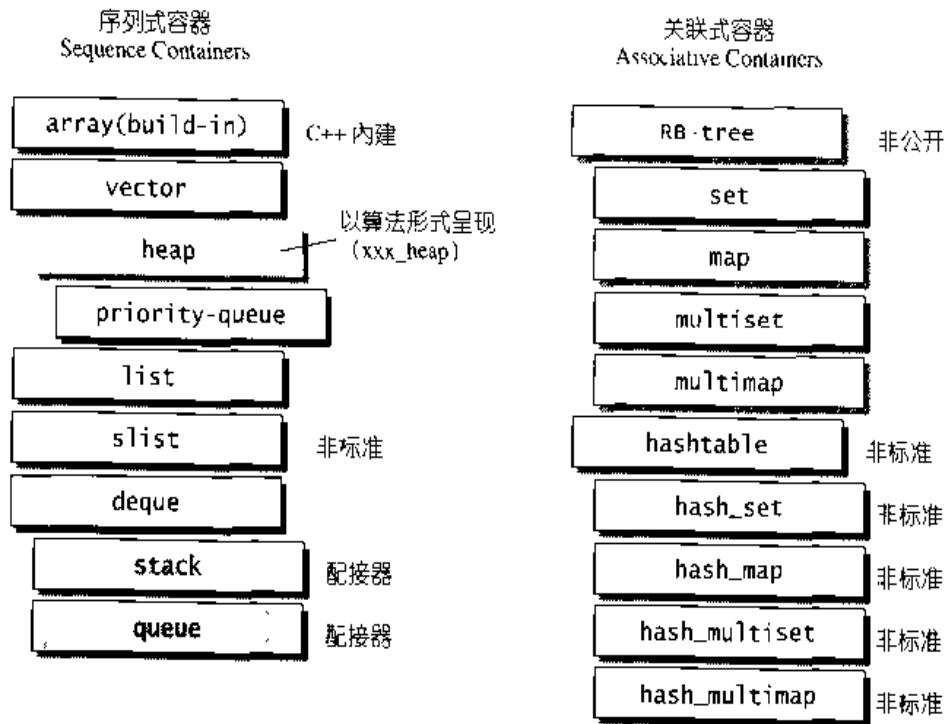 序列式容器
Sequence Containers
array(build-in)
C++ 內建
vector
heap
以算法形式呈现
(xxx_heap)
priority-queue
list
slist
非标准
deque
stack
配接器
queue
配接器
关联式容器
Associative Containers
RB-tree
非公开
set
map
multiset
multimap
hashtable
非标准
hash_set
非标准
hash_map
非标准
hash_multiset
非标准
hash_multimap
非标准